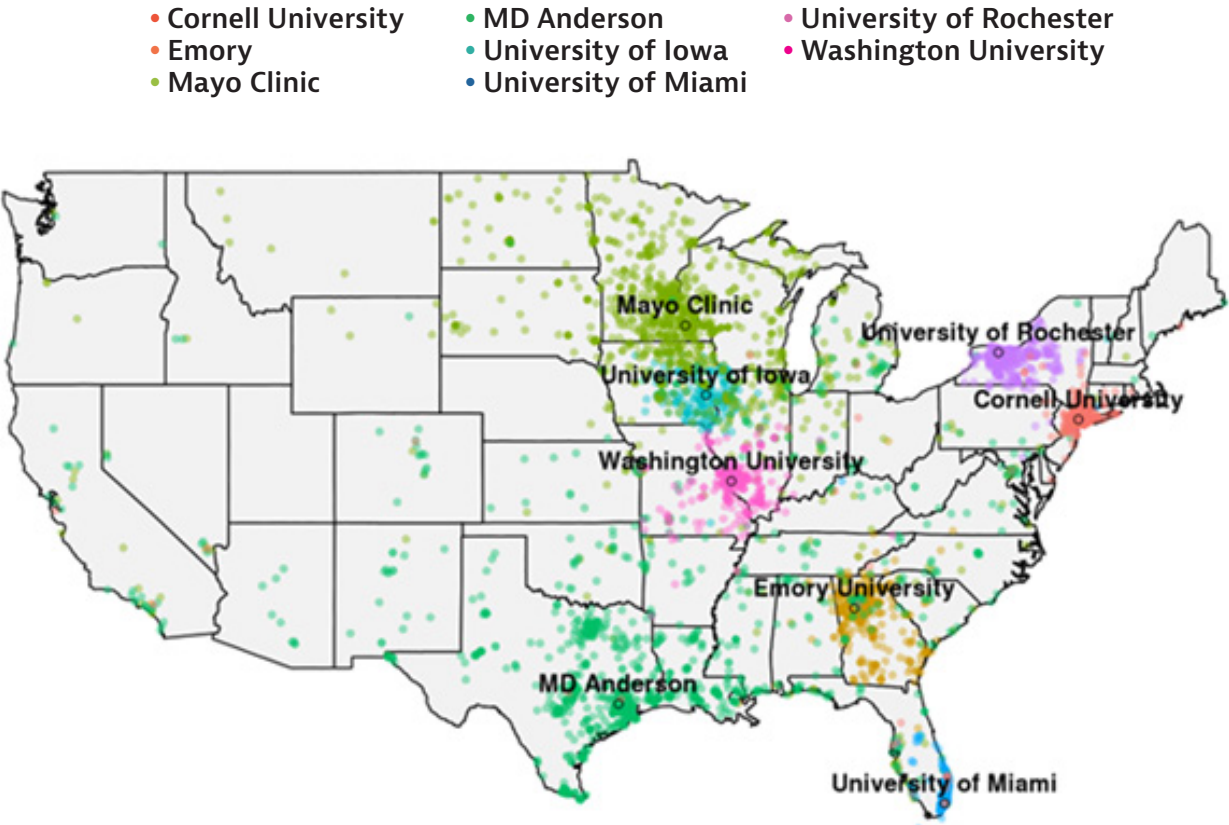 • Cornell University
• Emory
• Mayo Clinic
• MD Anderson
• University of Iowa
• University of Miami
• University of Rochester
• Washington University
Mayo Clinic
University of Rochester
University of Iowa
Cornell University
Washington University
Emory University
MD Anderson
University of Miami